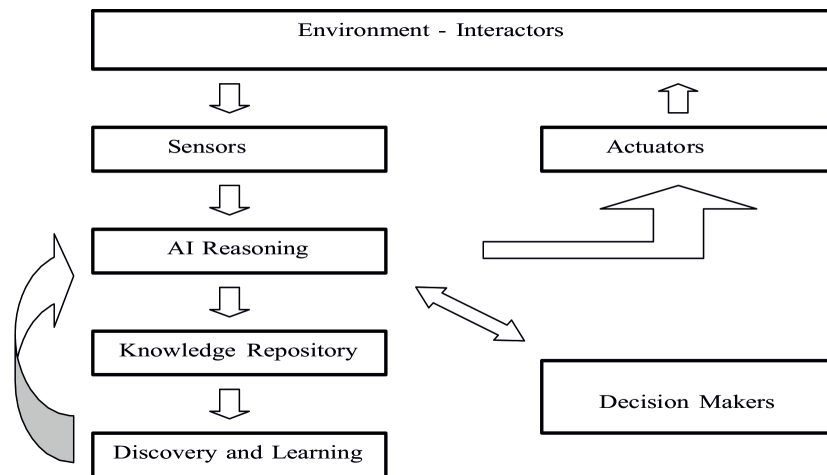 Environment - Interactors
Sensors
Actuators
AI Reasoning
Knowledge Repository
Decision Makers
Discovery and Learning